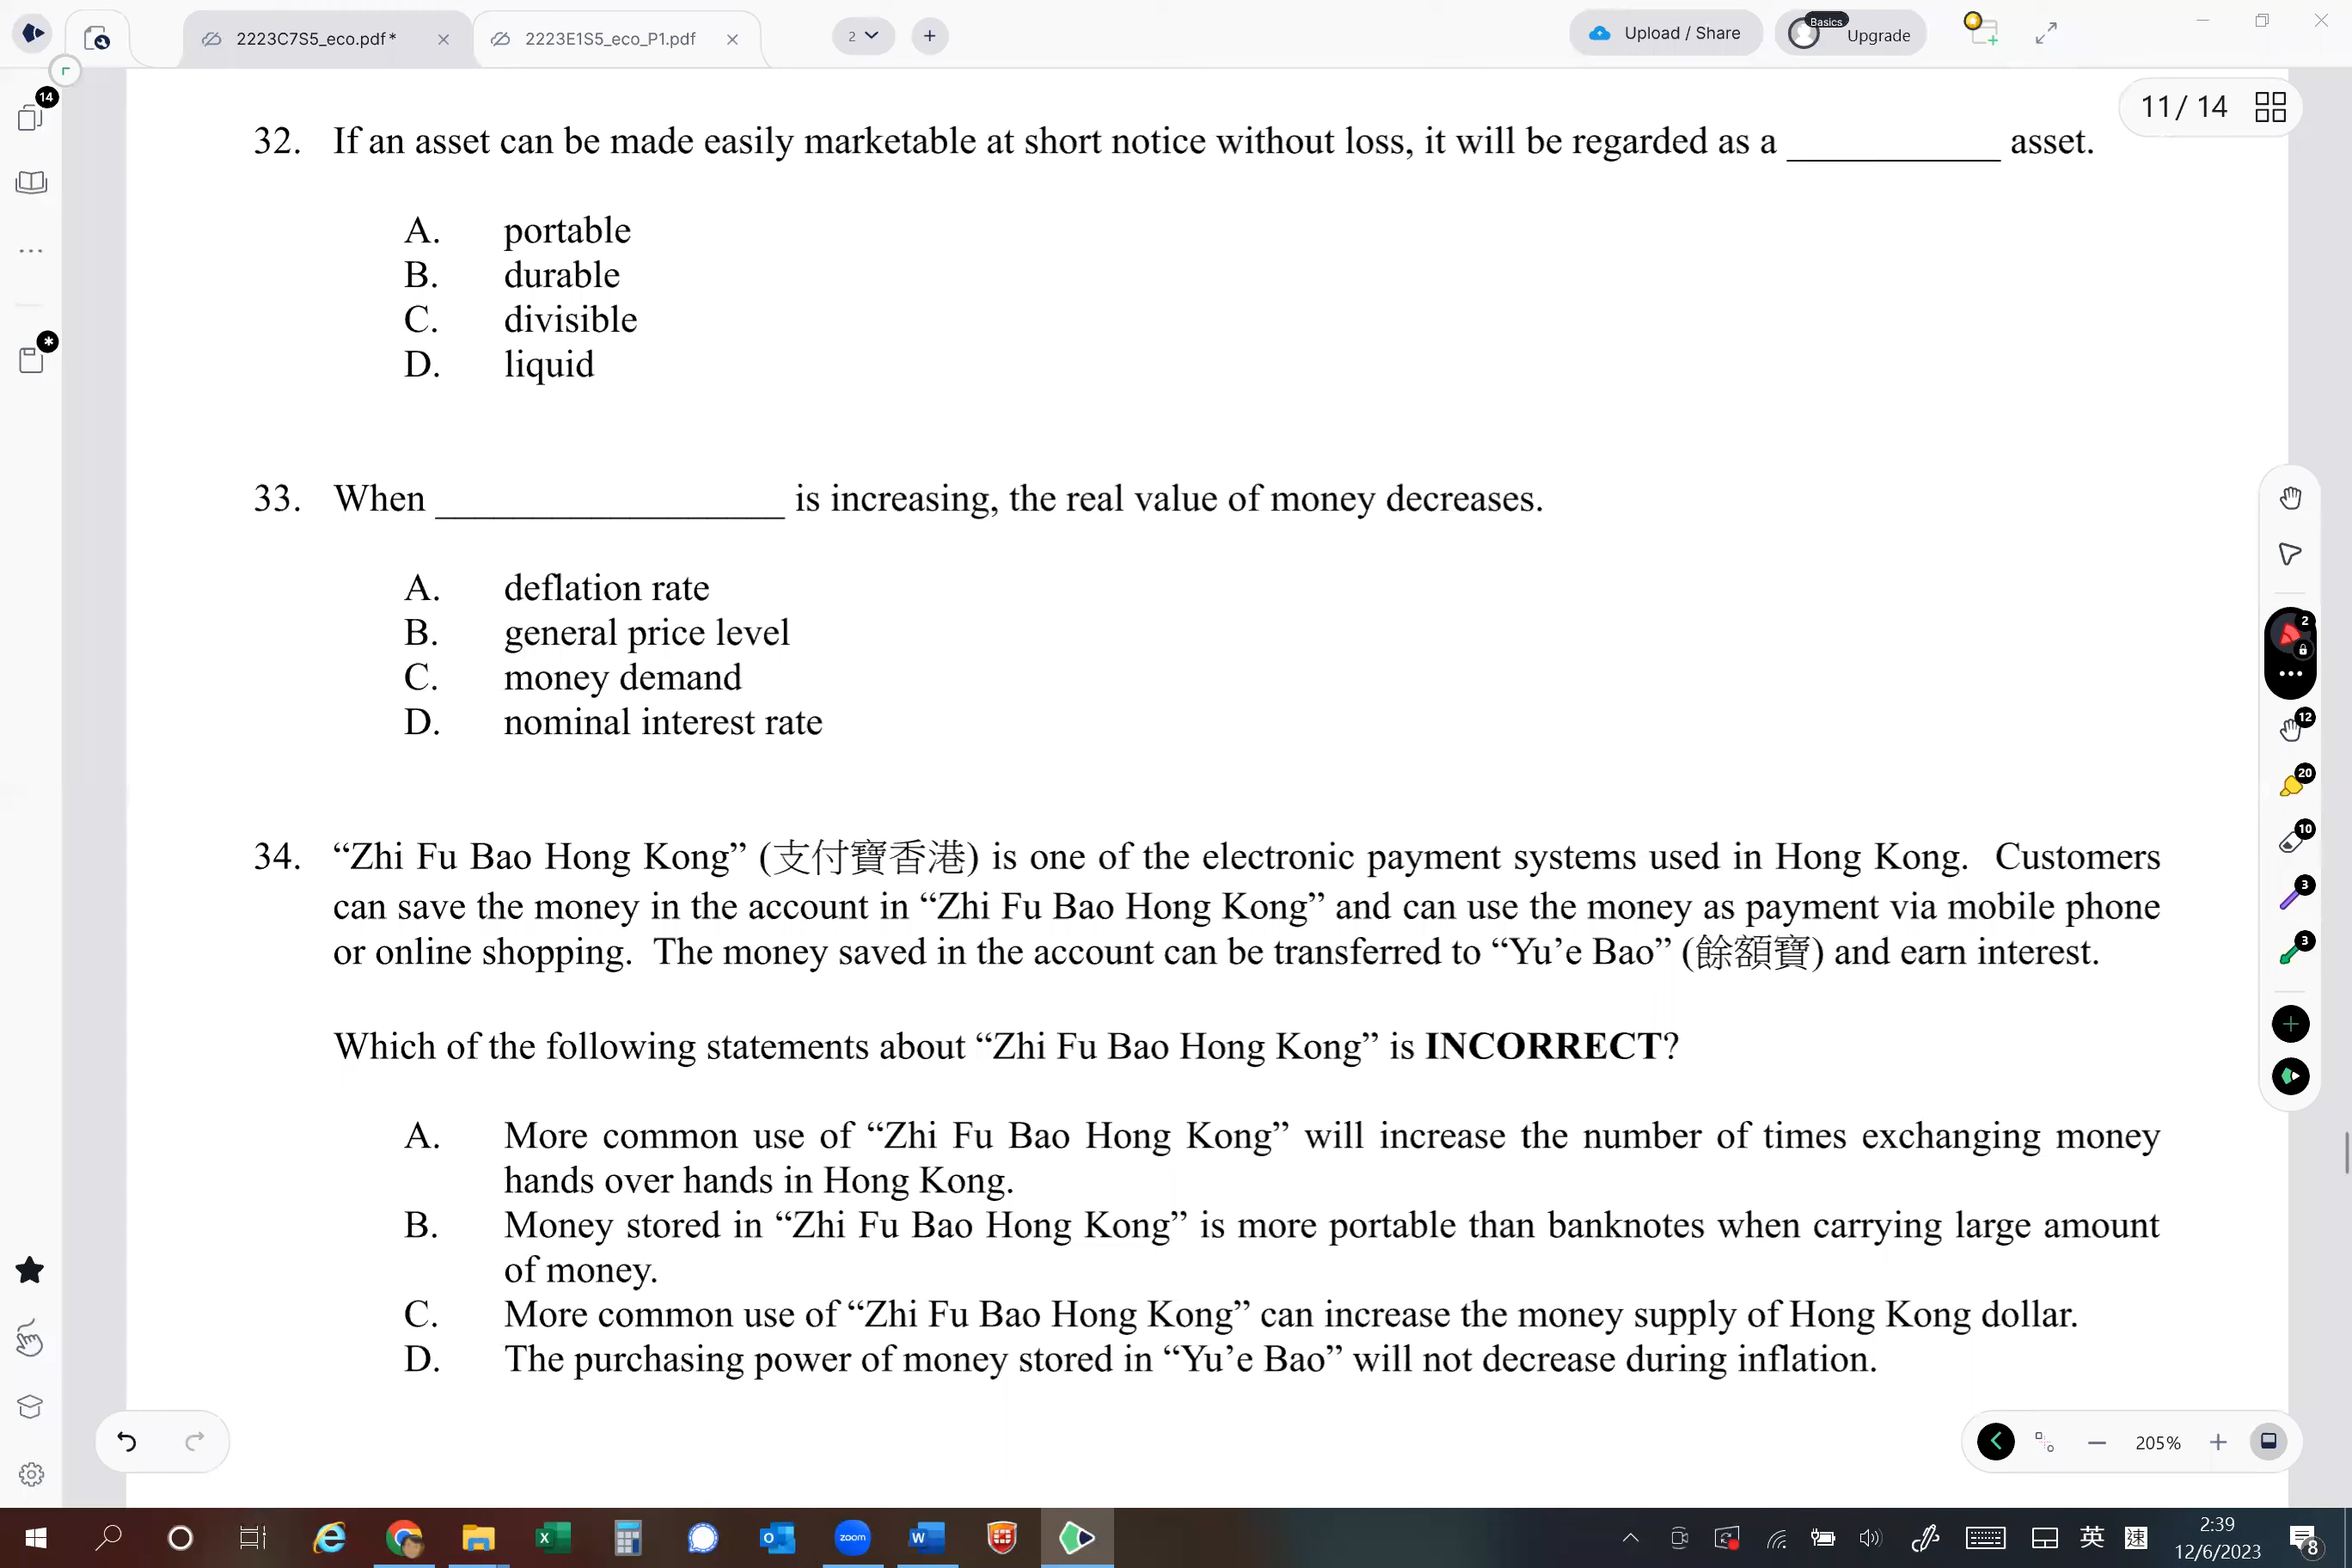 2223C7S5_eco.pdf*
2223E1S5_eco_P1.pdf
2
Upload / Share
Basics
Upgrade
14
11/ 14
32. If an asset can be made easily marketable at short notice without loss, it will be regarded as a ___________ asset.
A. portable
B. durable
C. divisible
D. liquid
33. When __________________ is increasing, the real value of money decreases.
A. deflation rate
B. general price level
C. money demand
D. nominal interest rate
34. “Zhi Fu Bao Hong Kong” (支付寶香港) is one of the electronic payment systems used in Hong Kong. Customers
can save the money in the account in “Zhi Fu Bao Hong Kong” and can use the money as payment via mobile phone
or online shopping. The money saved in the account can be transferred to “Yu’e Bao” (餘額寶) and earn interest.
Which of the following statements about “Zhi Fu Bao Hong Kong” is INCORRECT?
A. More common use of “Zhi Fu Bao Hong Kong” will increase the number of times exchanging money
hands over hands in Hong Kong.
B. Money stored in “Zhi Fu Bao Hong Kong” is more portable than banknotes when carrying large amount
of money.
C. More common use of “Zhi Fu Bao Hong Kong” can increase the money supply of Hong Kong dollar.
D. The purchasing power of money stored in “Yu’e Bao” will not decrease during inflation.
2
12
20
10
3
3
205%
zoom
英
速
2:39
12/6/2023
8